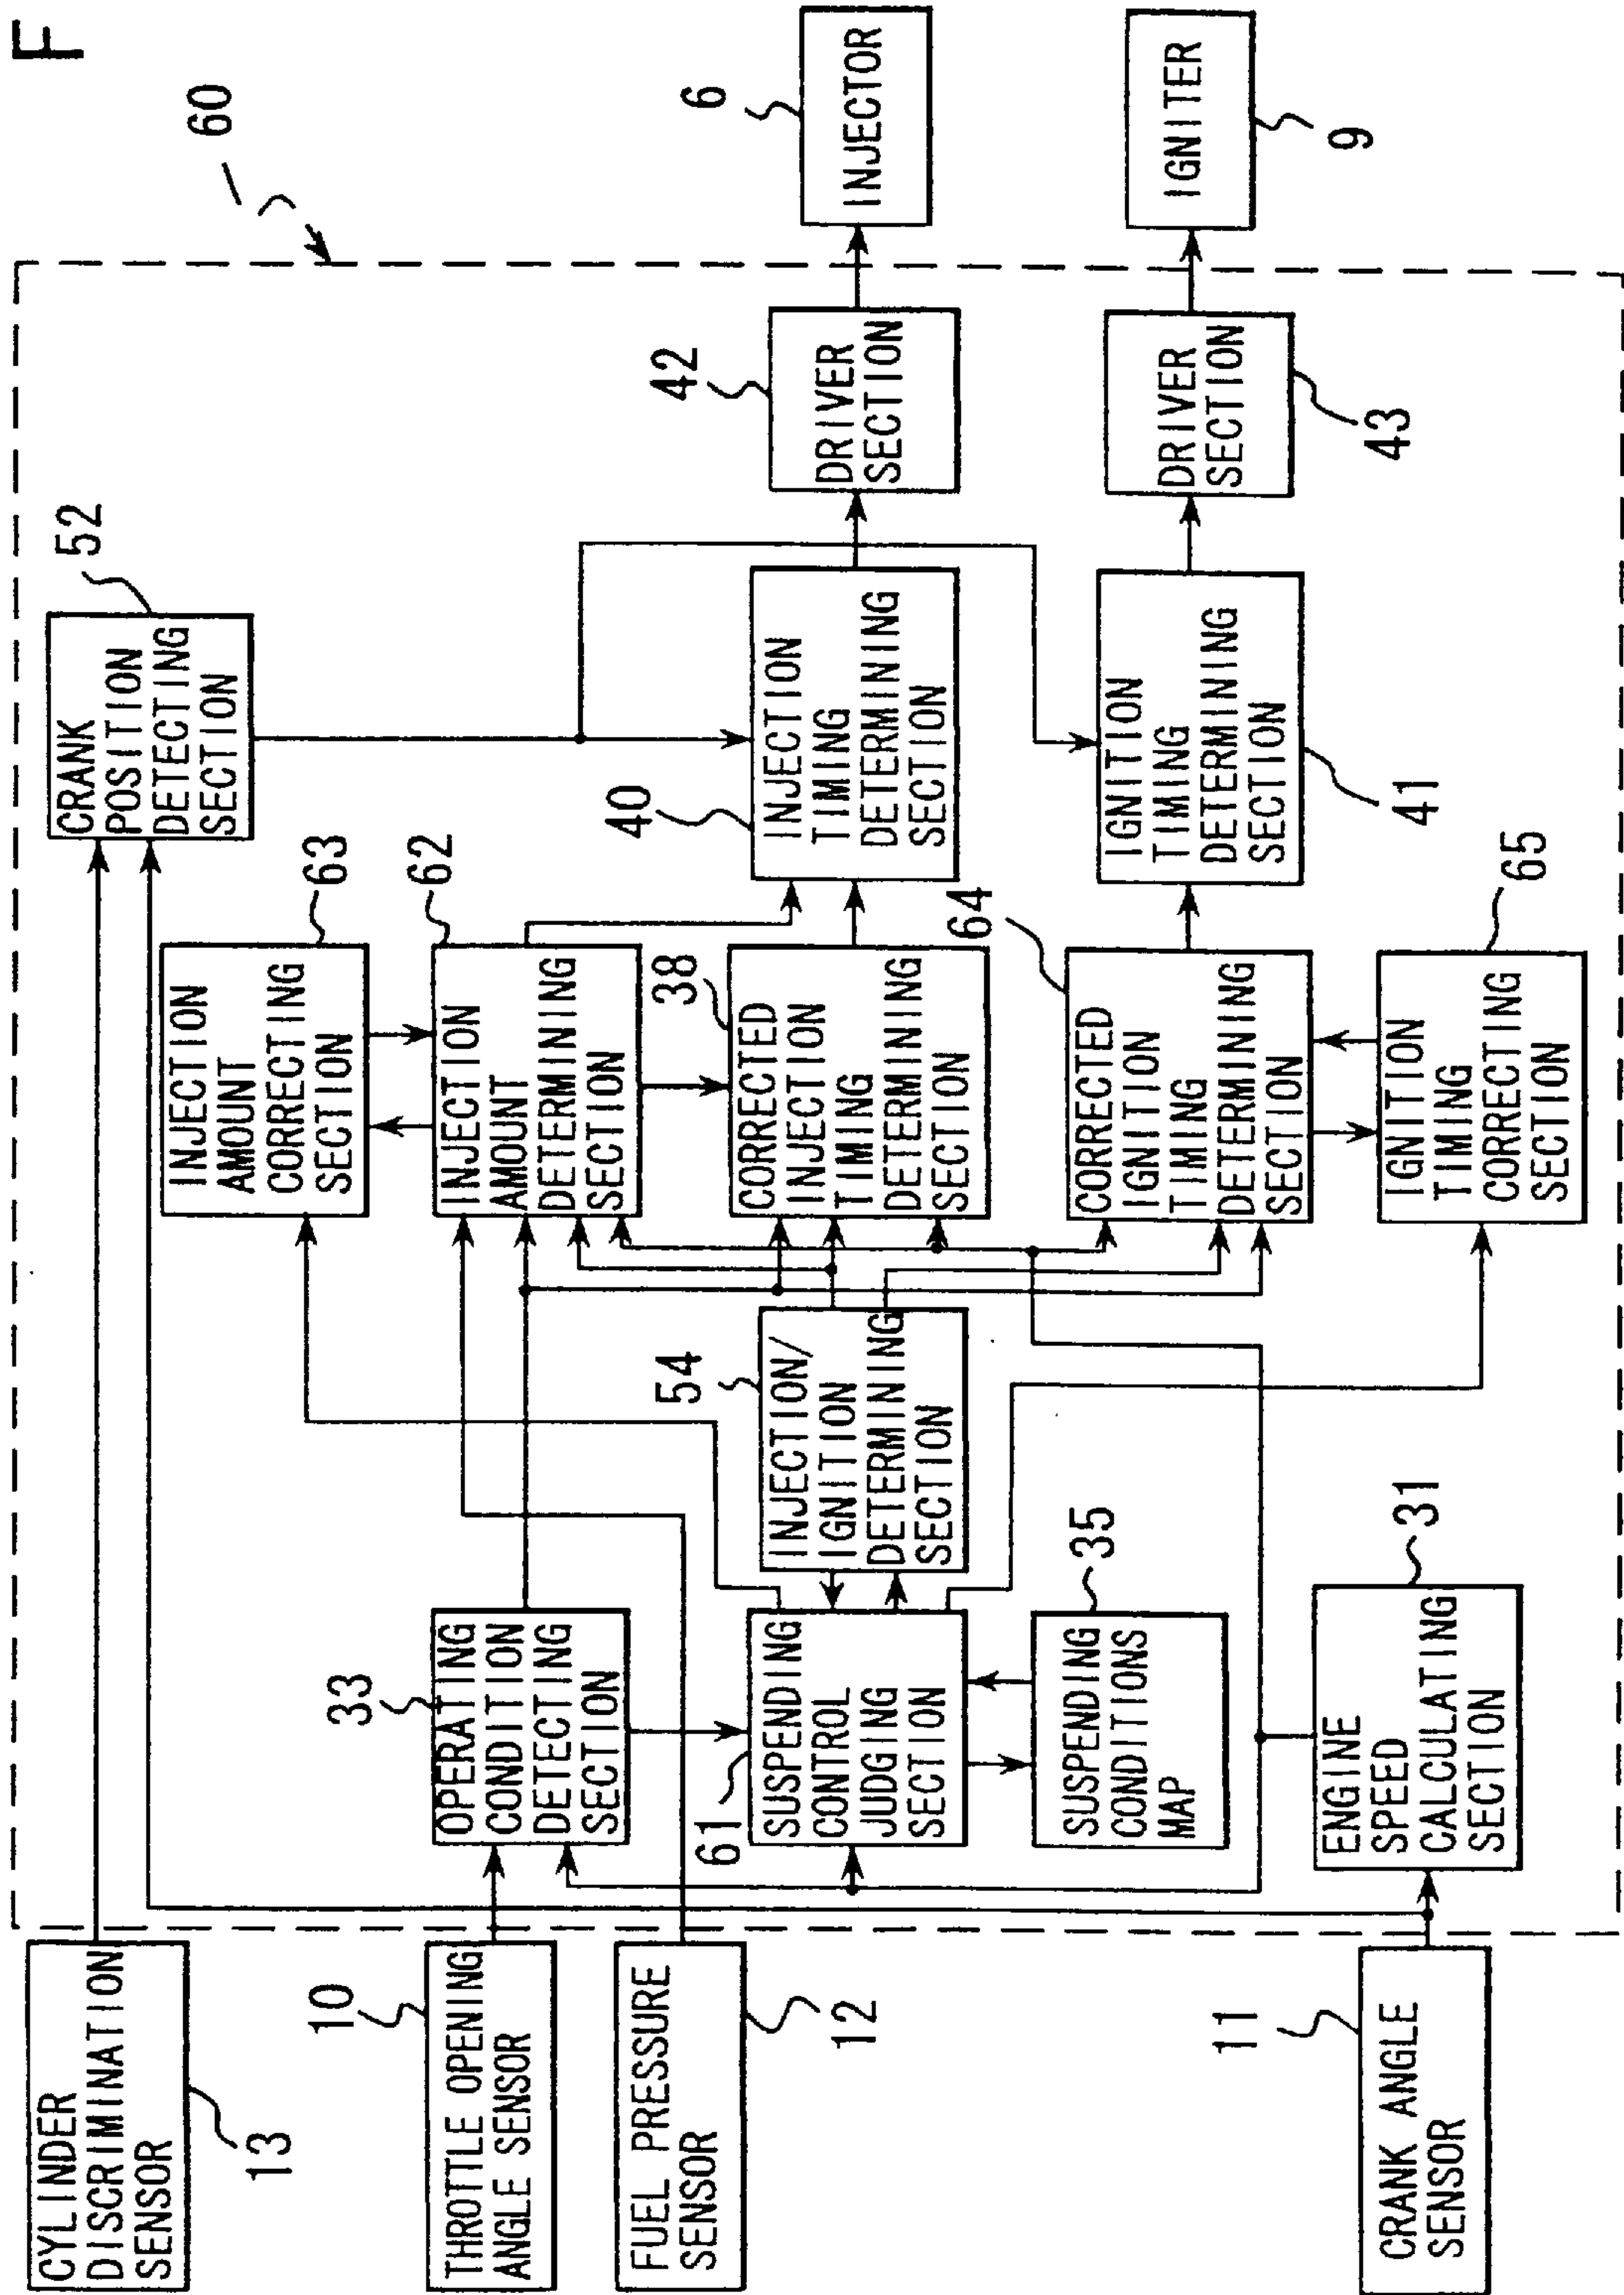 F
60
CYLINDER
DISCRIMINATION
SENSOR
13
THROTTLE OPENING
ANGLE SENSOR
10
FUEL PRESSURE
SENSOR
12
CRANK ANGLE
SENSOR
11
OPERATING
CONDITION
DETECTING
SECTION
33
SUSPENDING
CONTROL
JUDGING
SECTION
61
SUSPENDING
CONDITIONS
MAP
35
ENGINE
SPEED
CALCULATING
SECTION
31
INJECTION/
IGNITION
DETERMINING
SECTION
54
INJECTION
AMOUNT
CORRECTING
SECTION
63
INJECTION
AMOUNT
DETERMINING
SECTION
62
CORRECTED
INJECTION
TIMING
DETERMINING
SECTION
38
CORRECTED
IGNITION
TIMING
DETERMINING
SECTION
64
IGNITION
TIMING
CORRECTING
SECTION
65
CRANK
POSITION
DETECTING
SECTION
52
INJECTION
TIMING
DETERMINING
SECTION
40
IGNITION
TIMING
DETERMINING
SECTION
41
DRIVER
SECTION
42
DRIVER
SECTION
43
INJECTOR
6
IGNITER
9